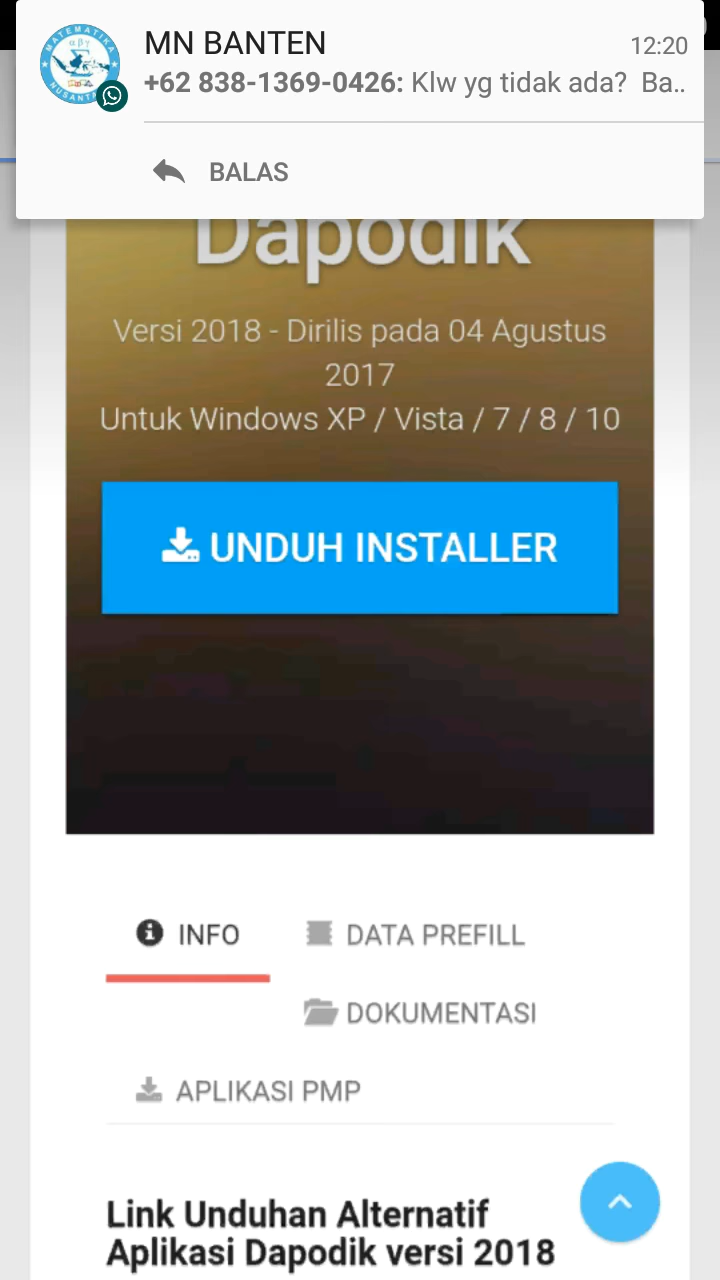 MN BANTEN
12:20
+62 838-1369-0426: Klw yg tidak ada? Ba..
BALAS
Dapodik
Versi 2018 - Dirilis pada 04 Agustus
2017
Untuk Windows XP / Vista / 7 / 8 / 10
UNDUH INSTALLER
INFO
DATA PREFILL
DOKUMENTASI
APLIKASI PMP
Link Unduhan Alternatif
Aplikasi Dapodik versi 2018